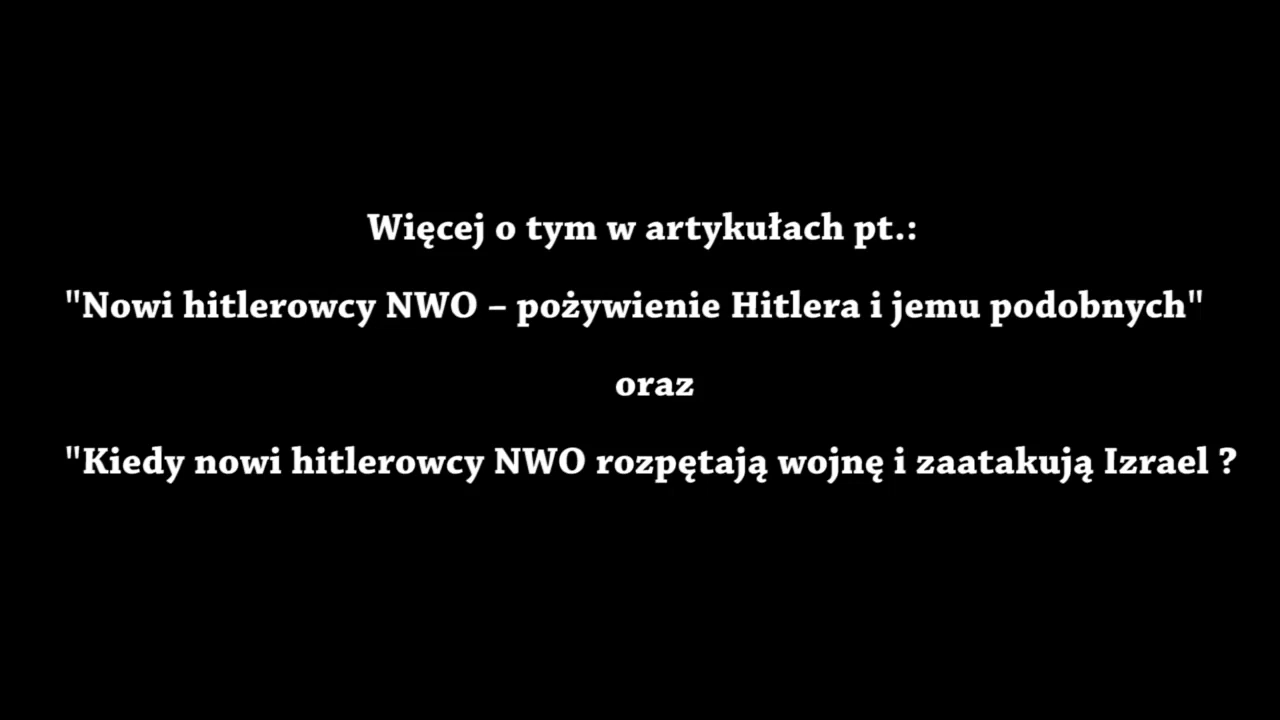 Więcej o tym w artykułach pt.:
"Nowi hitlerowcy NWO – pożywienie Hitlera i jemu podobnych"
oraz
"Kiedy nowi hitlerowcy NWO rozpętają wojnę i zaatakują Izrael ?